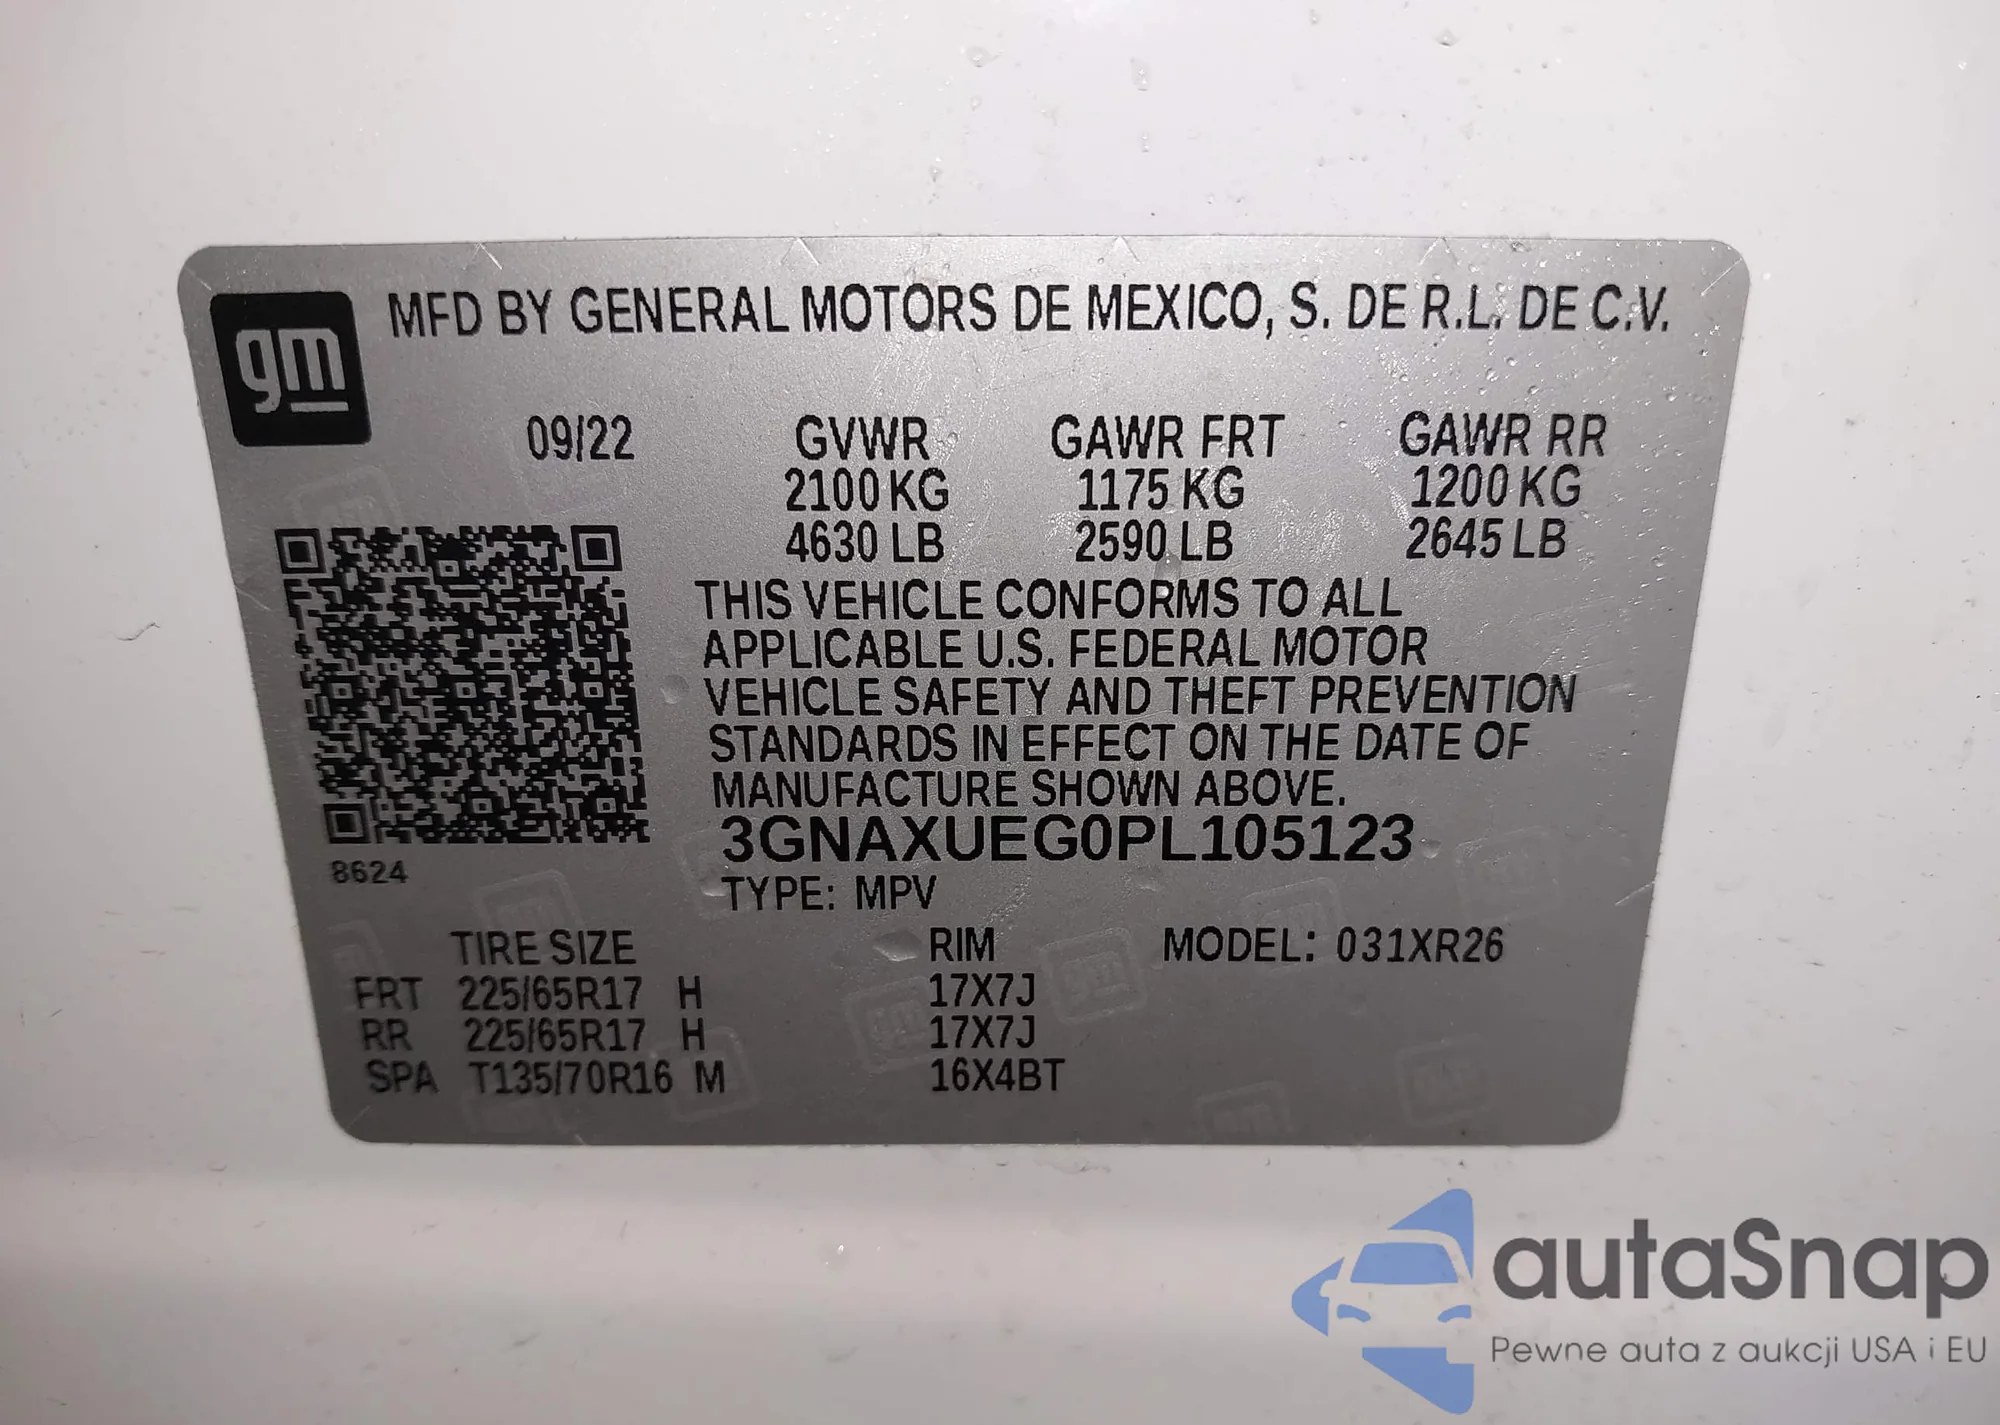 gm
MFD BY GENERAL MOTORS DE MEXICO, S. DE R.L. DE C.V.
09/22 GVWR GAWR FRT GAWR RR
2100 KG 1175 KG 1200 KG
4630 LB 2590 LB 2645 LB
THIS VEHICLE CONFORMS TO ALL
APPLICABLE U.S. FEDERAL MOTOR
VEHICLE SAFETY AND THEFT PREVENTION
STANDARDS IN EFFECT ON THE DATE OF
MANUFACTURE SHOWN ABOVE.
3GNAXUEG0PL105123
8624
TYPE: MPV
TIRE SIZE RIM MODEL: 031XR26
FRT 225/65R17 H 17X7J
RR 225/65R17 H 17X7J
SPA T135/70R16 M 16X4BT
autaSnap
Pewne auta z aukcji USA i EU